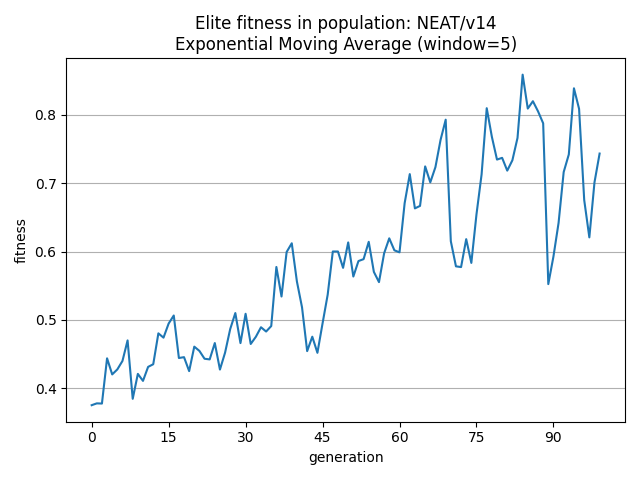 Elite fitness in population: NEAT/v14
Exponential Moving Average (window=5)
fitness
0.8
0.7
0.6
0.5
0.4
0 15 30 45 60 75 90
generation